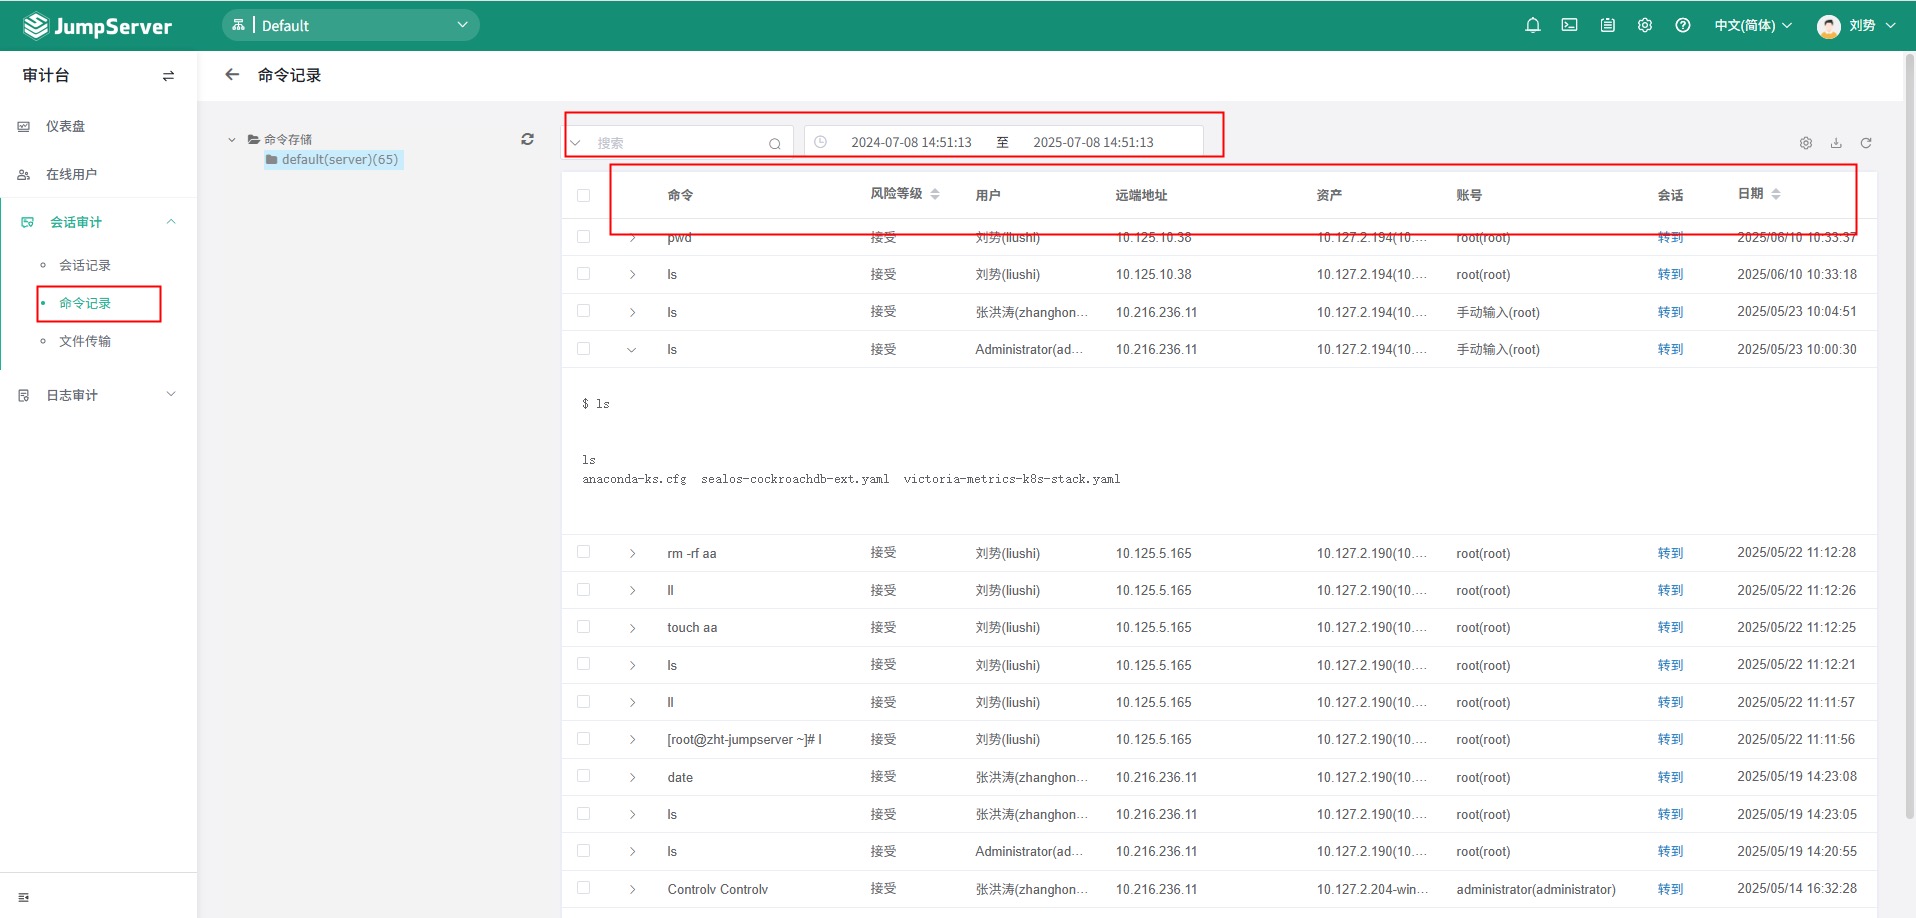 JumpServer
Default
中文(简体)
刘势
审计台
命令记录
仪表盘
在线用户
会话审计
会话记录
命令记录
文件传输
日志审计
命令存储
default(server)(65)
搜索
2024-07-08 14:51:13 至 2025-07-08 14:51:13
命令 风险等级 用户 远端地址 资产 账号 会话 日期
pwd 接受 刘势(liushi) 10.125.10.38 10.127.2.194(10.... root(root) 转到 2025/06/10 10:33:37
ls 接受 刘势(liushi) 10.125.10.38 10.127.2.194(10.... root(root) 转到 2025/06/10 10:33:18
ls 接受 张洪涛(zhanghon... 10.216.236.11 10.127.2.194(10.... 手动输入(root) 转到 2025/05/23 10:04:51
ls 接受 Administrator(ad... 10.216.236.11 10.127.2.194(10.... 手动输入(root) 转到 2025/05/23 10:00:30
$ ls
ls
anaconda-ks.cfg sealos-cockroachdb-ext.yaml victoria-metrics-k8s-stack.yaml
rm -rf aa 接受 刘势(liushi) 10.125.5.165 10.127.2.190(10.... root(root) 转到 2025/05/22 11:12:28
ll 接受 刘势(liushi) 10.125.5.165 10.127.2.190(10.... root(root) 转到 2025/05/22 11:12:26
touch aa 接受 刘势(liushi) 10.125.5.165 10.127.2.190(10.... root(root) 转到 2025/05/22 11:12:25
ls 接受 刘势(liushi) 10.125.5.165 10.127.2.190(10.... root(root) 转到 2025/05/22 11:12:21
ll 接受 刘势(liushi) 10.125.5.165 10.127.2.190(10.... root(root) 转到 2025/05/22 11:11:57
[root@zht-jumpserver ~]# l 接受 刘势(liushi) 10.125.5.165 10.127.2.190(10.... root(root) 转到 2025/05/22 11:11:56
date 接受 张洪涛(zhanghon... 10.216.236.11 10.127.2.190(10.... root(root) 转到 2025/05/19 14:23:08
ls 接受 张洪涛(zhanghon... 10.216.236.11 10.127.2.190(10.... root(root) 转到 2025/05/19 14:23:05
ls 接受 Administrator(ad... 10.216.236.11 10.127.2.190(10.... root(root) 转到 2025/05/19 14:20:55
Controlv Controlv 接受 张洪涛(zhanghon... 10.216.236.11 10.127.2.204-win... administrator(administrator) 转到 2025/05/14 16:32:28